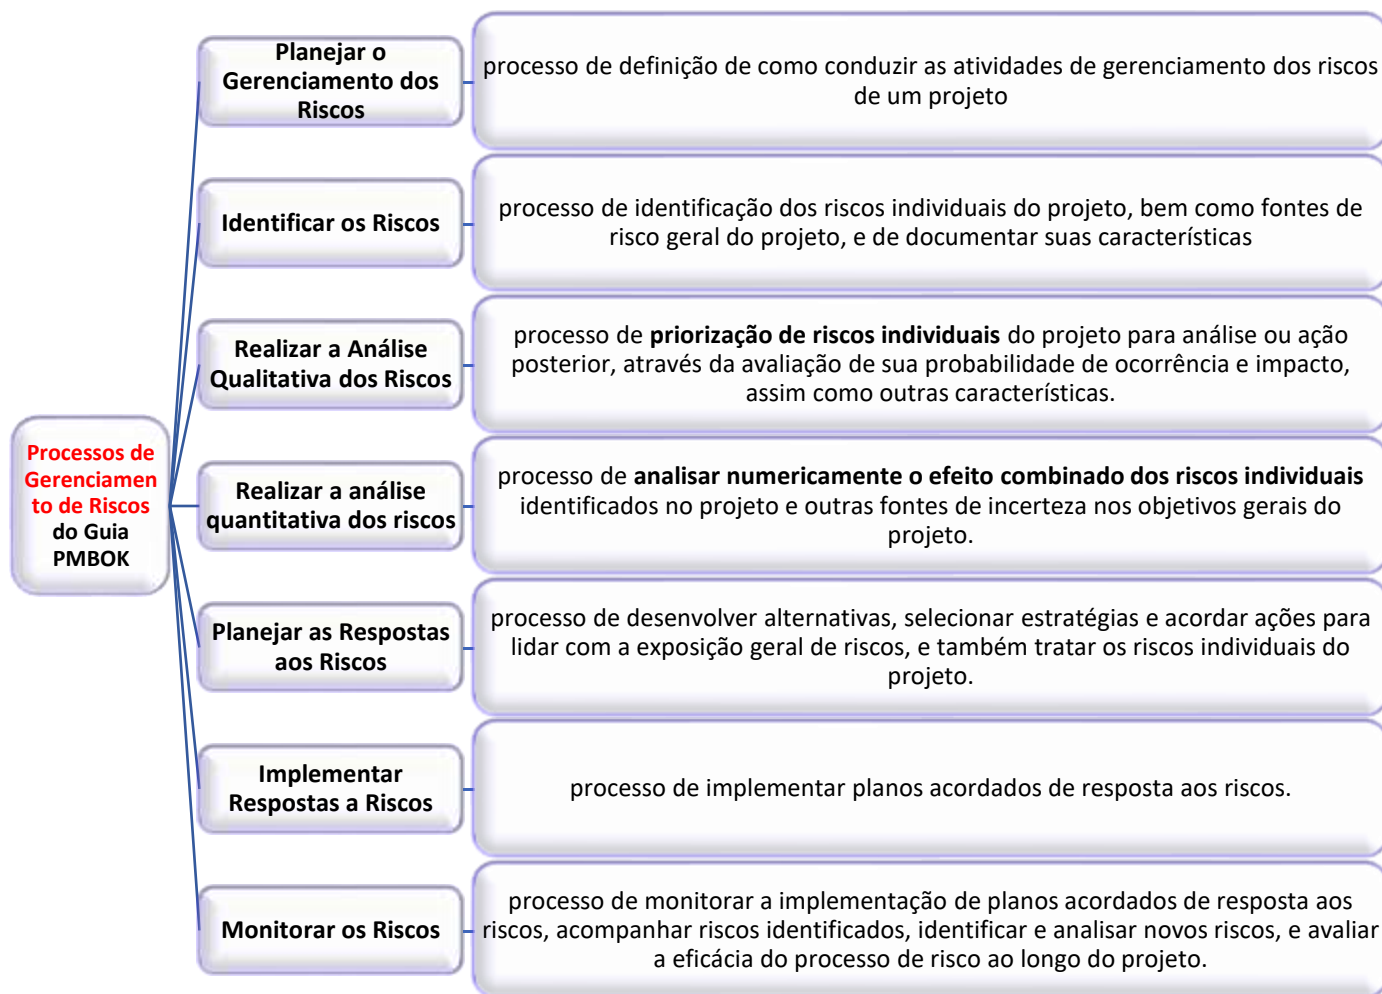 Planejar o
Gerenciamento dos
Riscos
processo de definição de como conduzir as atividades de gerenciamento dos riscos
de um projeto
Identificar os Riscos
processo de identificação dos riscos individuais do projeto, bem como fontes de
risco geral do projeto, e de documentar suas características
Realizar a Análise
Qualitativa dos Riscos
processo de priorização de riscos individuais do projeto para análise ou ação
posterior, através da avaliação de sua probabilidade de ocorrência e impacto,
assim como outras características.
Processos de
Gerenciamen
to de Riscos
do Guia
PMBOK
Realizar a análise
quantitativa dos riscos
processo de analisar numericamente o efeito combinado dos riscos individuais
identificados no projeto e outras fontes de incerteza nos objetivos gerais do
projeto.
Planejar as Respostas
aos Riscos
processo de desenvolver alternativas, selecionar estratégias e acordar ações para
lidar com a exposição geral de riscos, e também tratar os riscos individuais do
projeto.
Implementar
Respostas a Riscos
processo de implementar planos acordados de resposta aos riscos.
Monitorar os Riscos
processo de monitorar a implementação de planos acordados de resposta aos
riscos, acompanhar riscos identificados, identificar e analisar novos riscos, e avaliar
a eficácia do processo de risco ao longo do projeto.